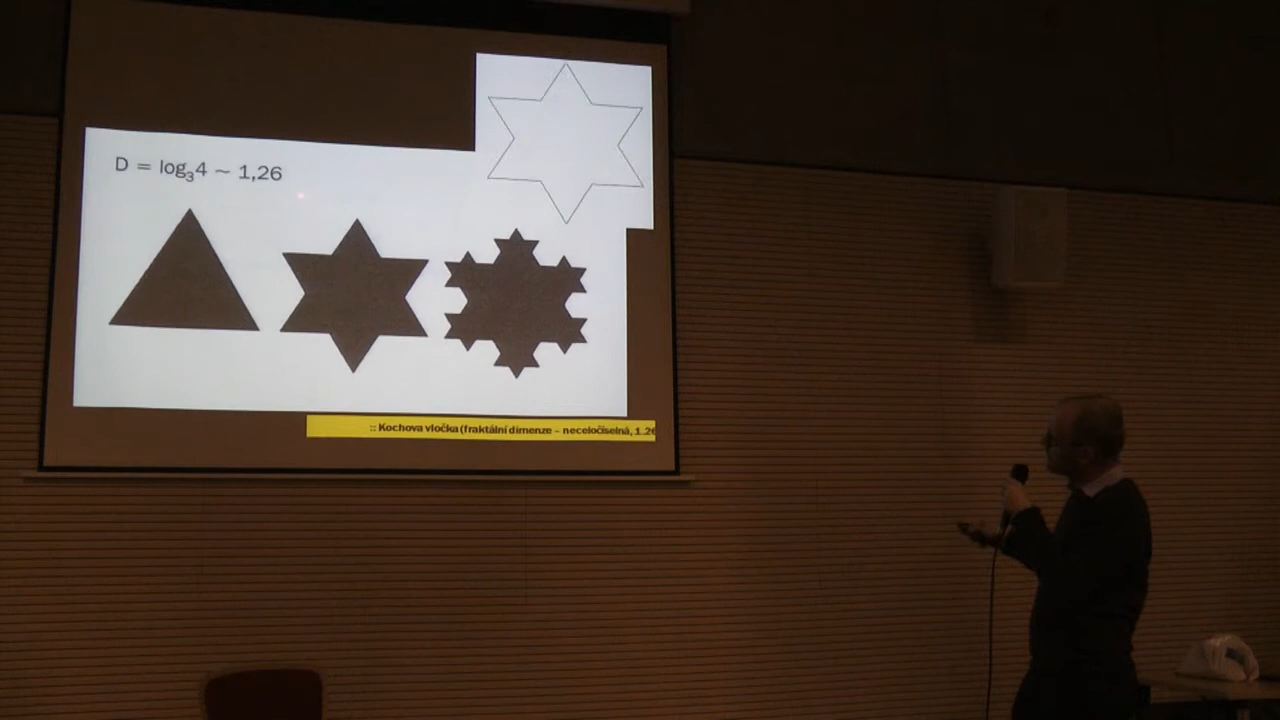 D = log₃4 ~ 1,26
:: Kochova vločka (fraktální dimenze – neceločíselná, 1.26